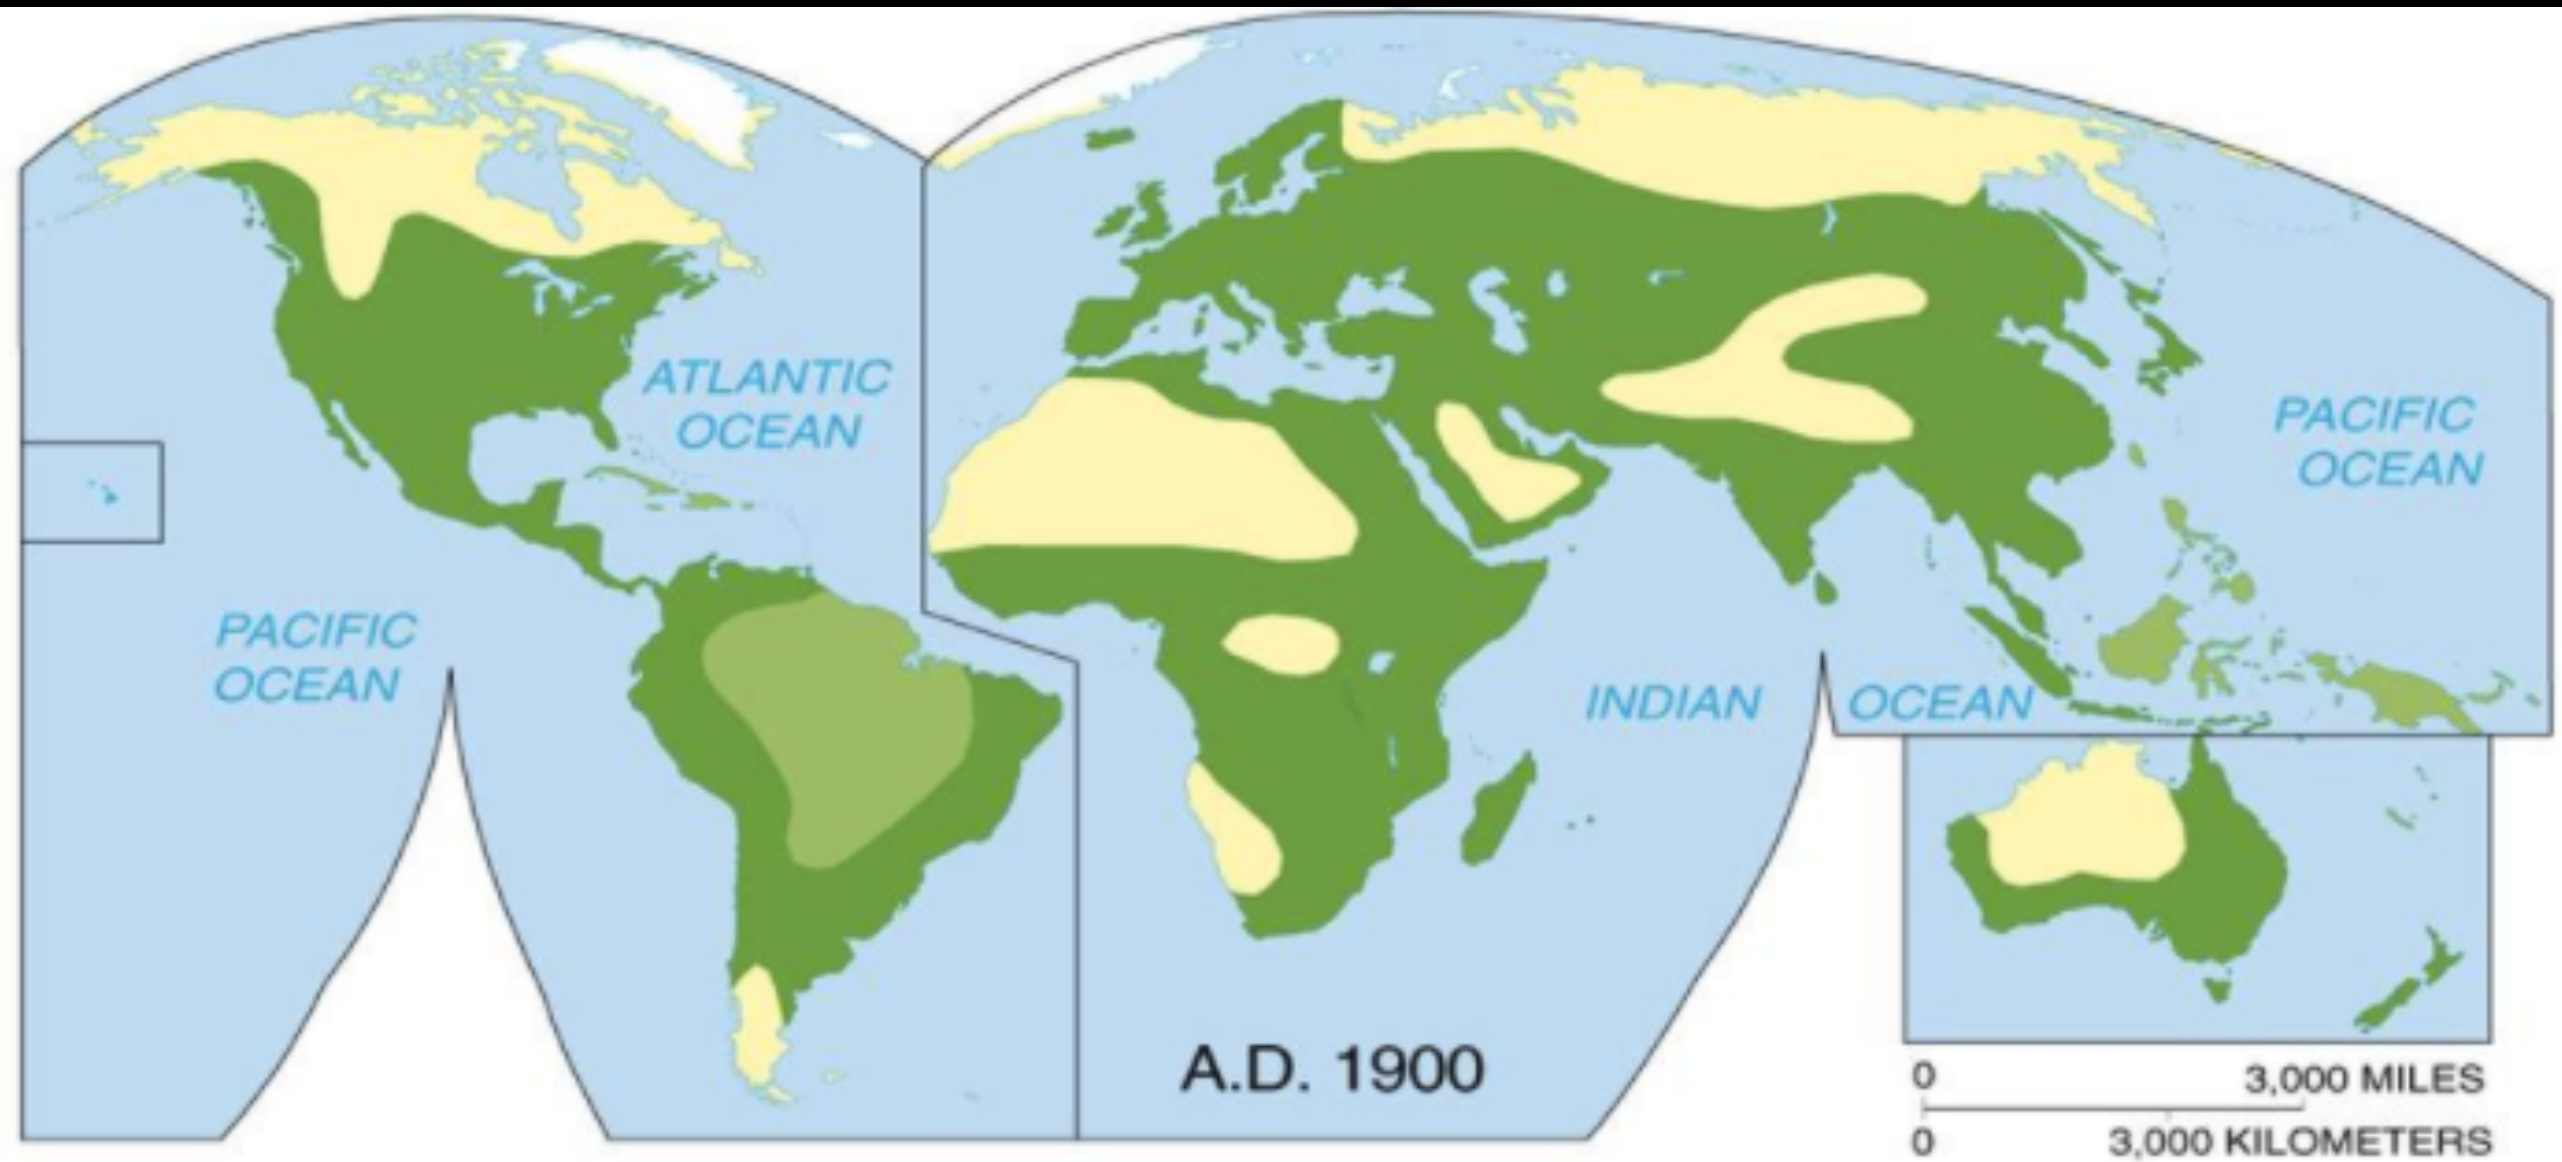 ATLANTIC
OCEAN
PACIFIC
OCEAN
PACIFIC
OCEAN
INDIAN OCEAN
A.D. 1900
0 3,000 MILES
0 3,000 KILOMETERS